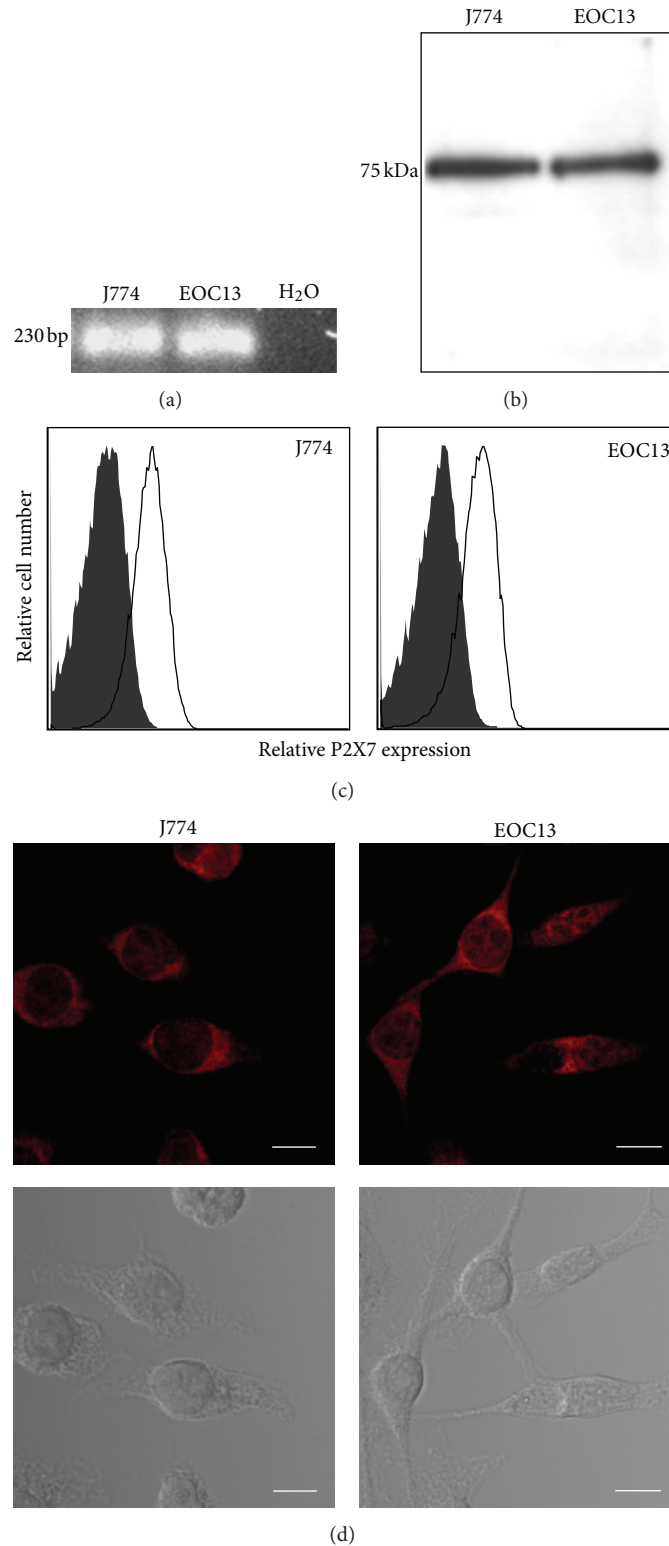 J774 EOC13
75 kDa
J774 EOC13 H₂O
230 bp
(a)
(b)
J774
EOC13
Relative cell number
Relative P2X7 expression
(c)
J774
EOC13
(d)